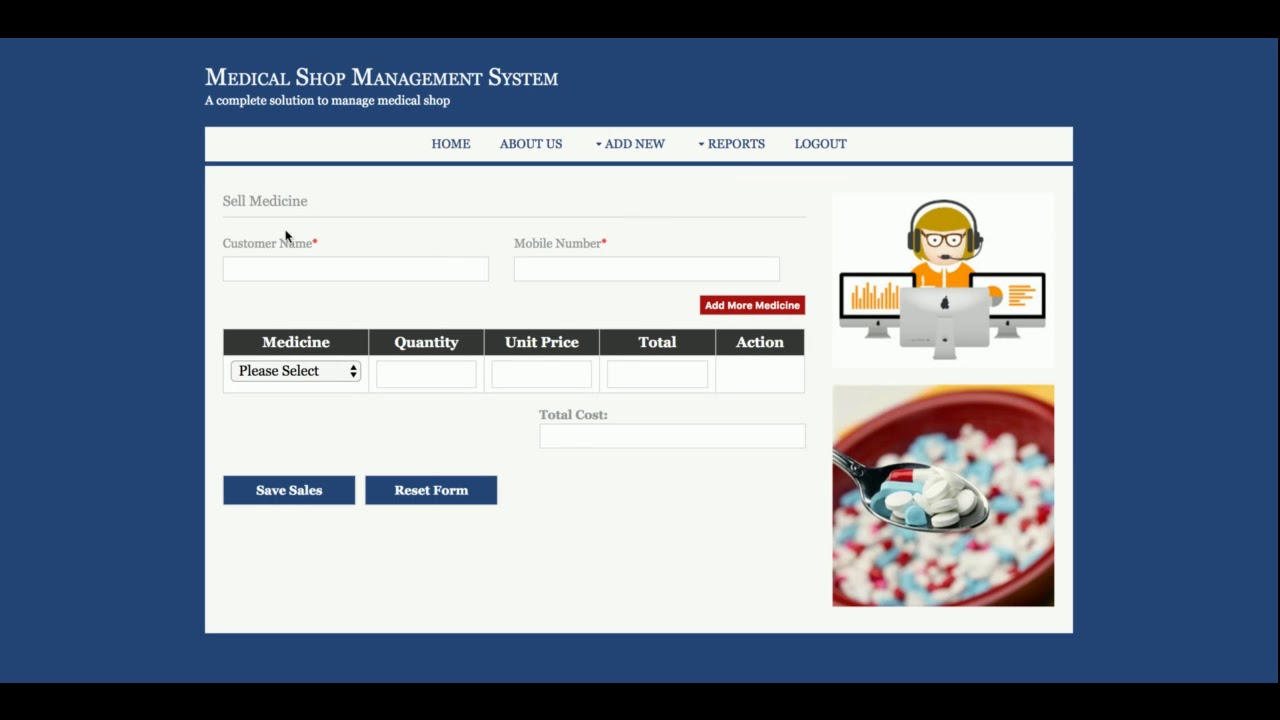 MEDICAL SHOP MANAGEMENT SYSTEM
A complete solution to manage medical shop
HOME ABOUT US ADD NEW REPORTS LOGOUT
Sell Medicine
Customer Name* Mobile Number*
Add More Medicine
Medicine Quantity Unit Price Total Action
Please Select
Total Cost:
Save Sales Reset Form